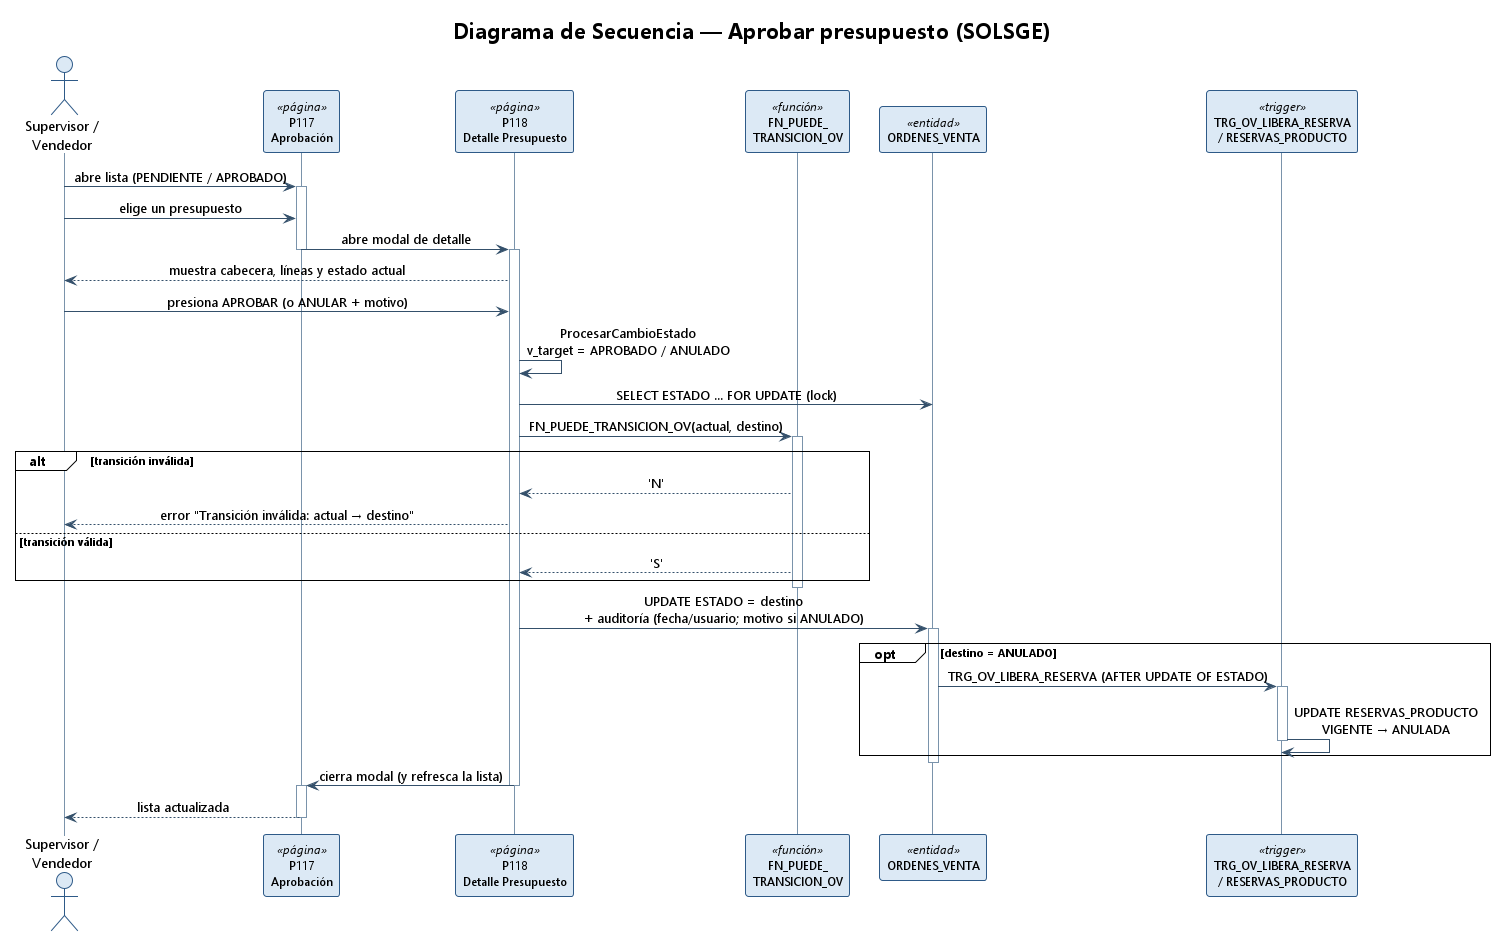 Diagrama de Secuencia — Aprobar presupuesto (SOLSGE)
Supervisor /
Vendedor
«página»
P117
Aprobación
«página»
P118
Detalle Presupuesto
«función»
FN_PUEDE_
TRANSICION_OV
«entidad»
ORDENES_VENTA
«trigger»
TRG_OV_LIBERA_RESERVA
/ RESERVAS_PRODUCTO
abre lista (PENDIENTE / APROBADO)
elige un presupuesto
abre modal de detalle
muestra cabecera, líneas y estado actual
presiona APROBAR (o ANULAR + motivo)
ProcesarCambioEstado
v_target = APROBADO / ANULADO
SELECT ESTADO ... FOR UPDATE (lock)
FN_PUEDE_TRANSICION_OV(actual, destino)
alt [transición inválida]
'N'
error "Transición inválida: actual → destino"
[transición válida]
'S'
UPDATE ESTADO = destino
+ auditoría (fecha/usuario; motivo si ANULADO)
opt [destino = ANULADO]
TRG_OV_LIBERA_RESERVA (AFTER UPDATE OF ESTADO)
UPDATE RESERVAS_PRODUCTO
VIGENTE → ANULADA
cierra modal (y refresca la lista)
lista actualizada
Supervisor /
Vendedor
«página»
P117
Aprobación
«página»
P118
Detalle Presupuesto
«función»
FN_PUEDE_
TRANSICION_OV
«entidad»
ORDENES_VENTA
«trigger»
TRG_OV_LIBERA_RESERVA
/ RESERVAS_PRODUCTO